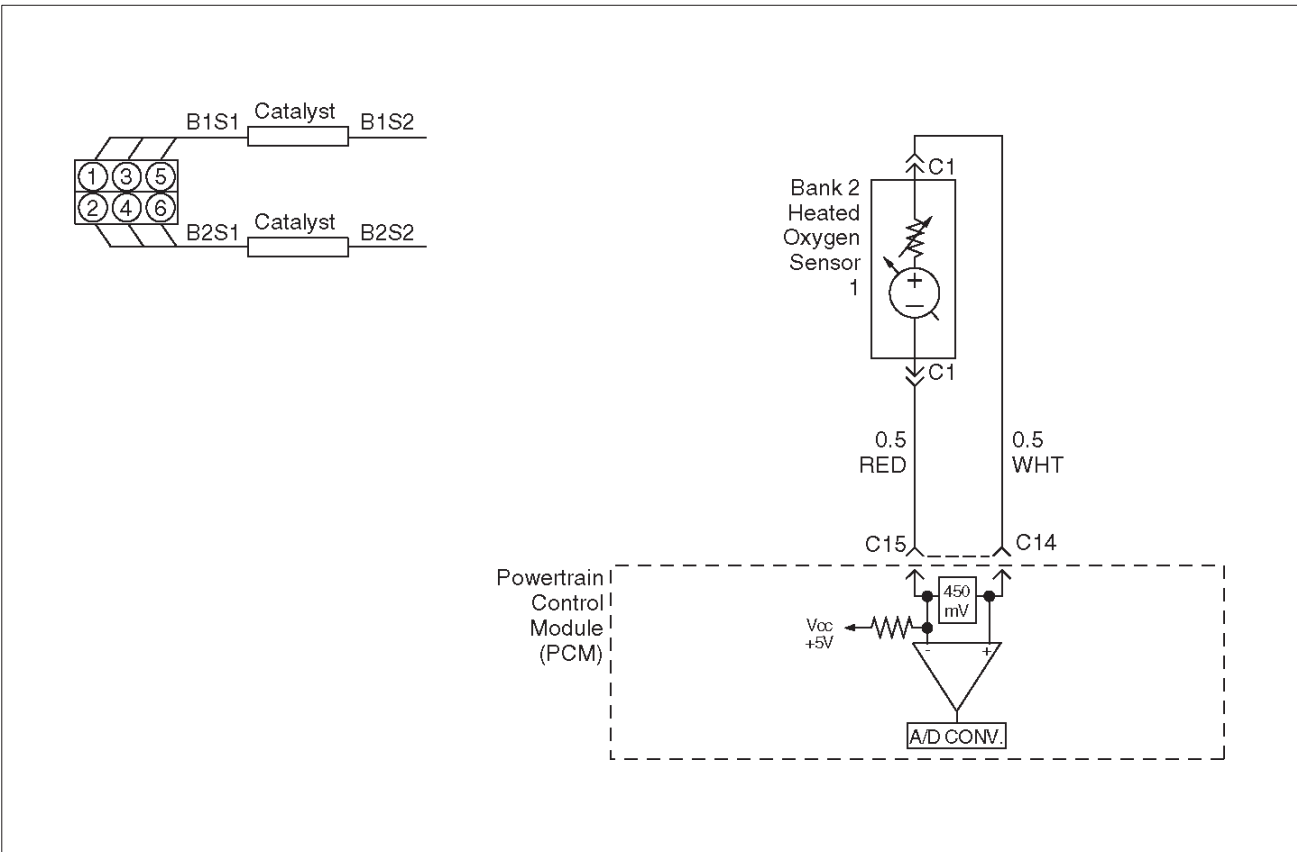 B1S1 Catalyst B1S2
1 3 5
2 4 6
B2S1 Catalyst B2S2
C1
Bank 2
Heated
Oxygen
Sensor
1
+
—
C1
0.5
RED
0.5
WHT
C15 C14
Powertrain
Control
Module
(PCM)
450
mV
Vcc
+5V
- +
A/D CONV.